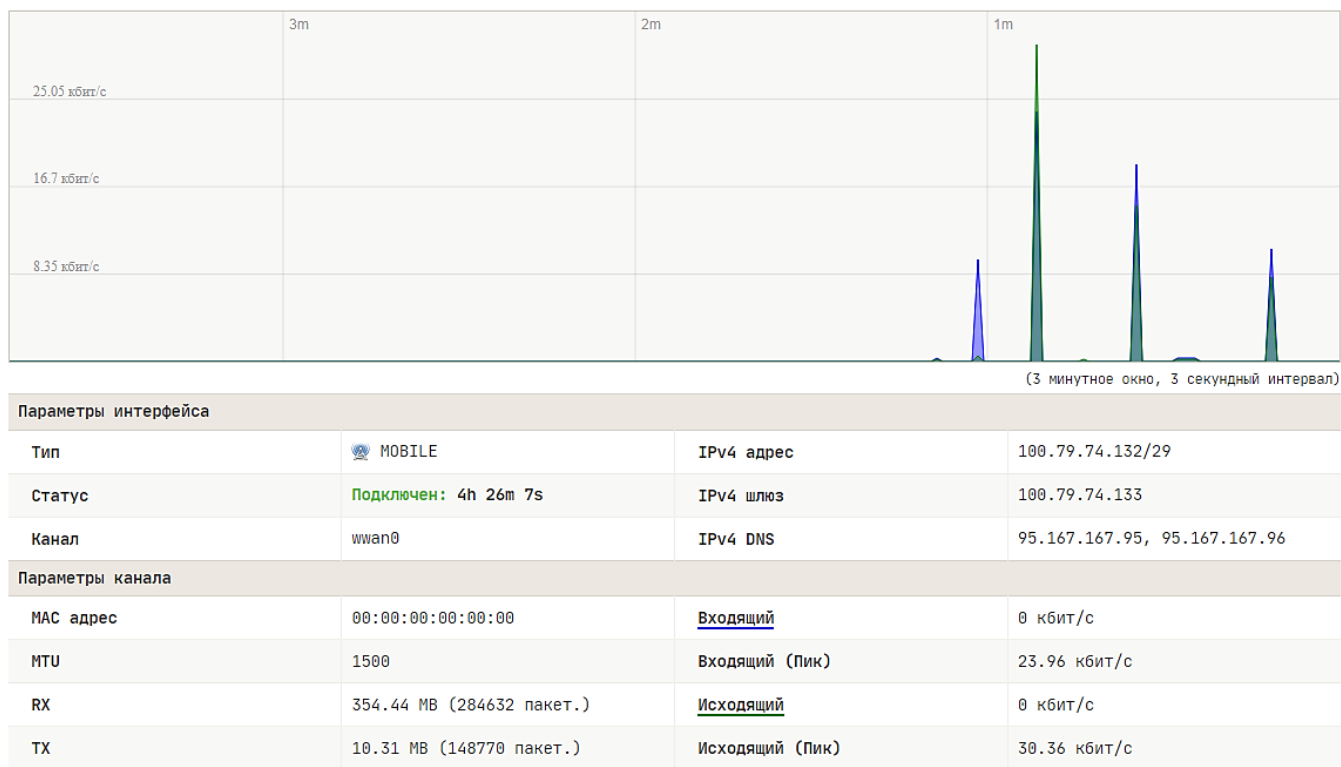 3m 2m 1m
25.05 кбит/с
16.7 кбит/с
8.35 кбит/с
(3 минутное окно, 3 секундный интервал)
Параметры интерфейса
Тип MOBILE IPv4 адрес 100.79.74.132/29
Статус Подключен: 4h 26m 7s IPv4 шлюз 100.79.74.133
Канал wwan0 IPv4 DNS 95.167.167.95, 95.167.167.96
Параметры канала
MAC адрес 00:00:00:00:00:00 Входящий 0 кбит/с
MTU 1500 Входящий (Пик) 23.96 кбит/с
RX 354.44 MB (284632 пакет.) Исходящий 0 кбит/с
TX 10.31 MB (148770 пакет.) Исходящий (Пик) 30.36 кбит/с